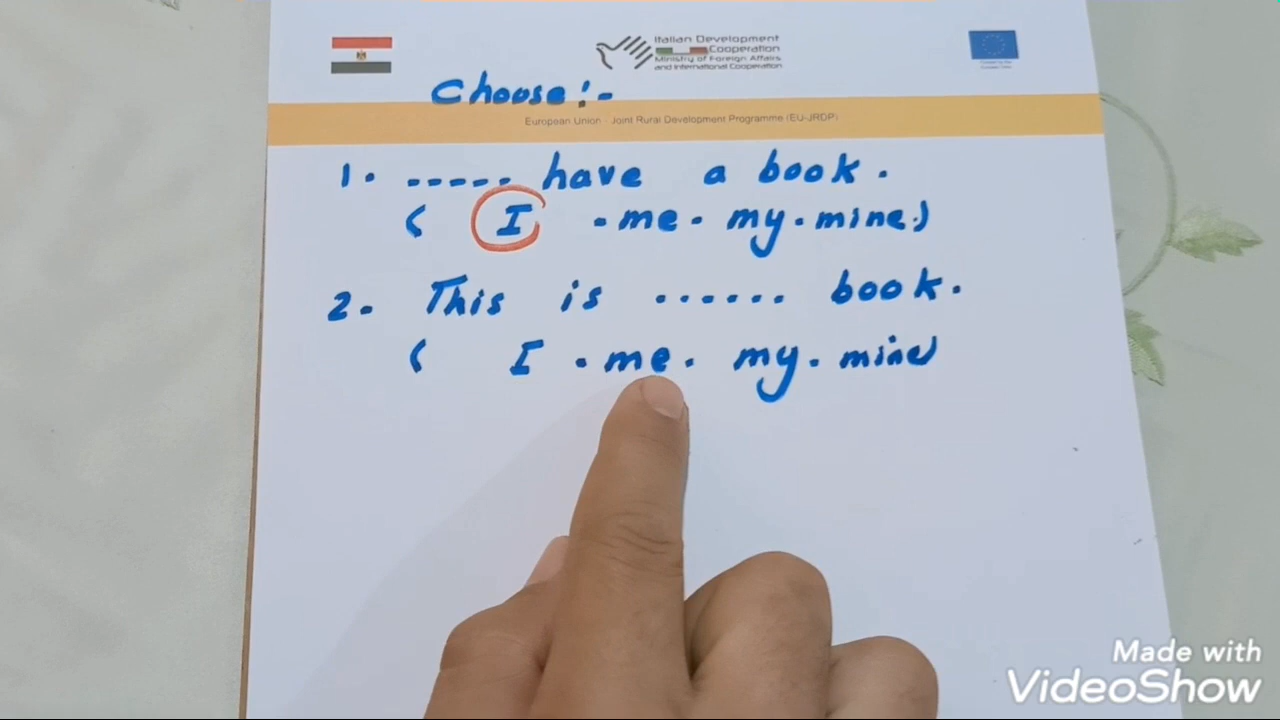 Italian Development
Cooperation
Ministry of Foreign Affairs
and International Cooperation
Choose:-
European Union - Joint Rural Development Programme (EU-JRDP)
1. ..... have a book.
( I . me . my . mine.)
2. This is ...... book.
( I . me . my . mine)
Made with
VideoShow